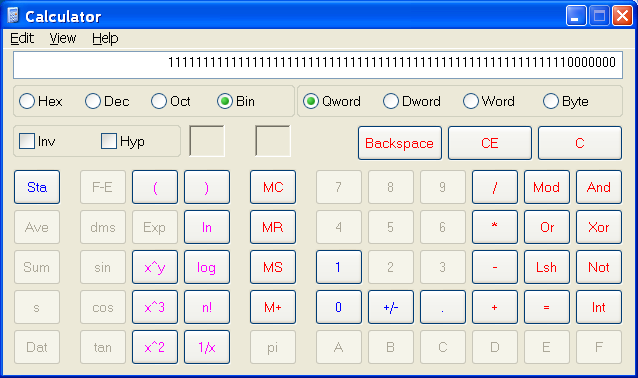 Calculator
Edit View Help
1111111111111111111111111111111111111111111111111111111110000000
Hex Dec Oct Bin Qword Dword Word Byte
Inv Hyp Backspace CE C
Sta F-E ( ) MC 7 8 9 / Mod And
Ave dms Exp ln MR 4 5 6 * Or Xor
Sum sin x^y log MS 1 2 3 - Lsh Not
s cos x^3 n! M+ 0 +/- . + = Int
Dat tan x^2 1/x pi A B C D E F